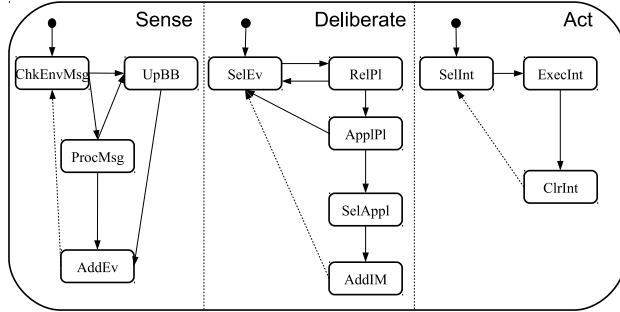 Sense
Deliberate
Act
ChkEnvMsg
UpBB
ProcMsg
AddEv
SelEv
RelPl
ApplPl
SelAppl
AddIM
SelInt
ExecInt
ClrInt